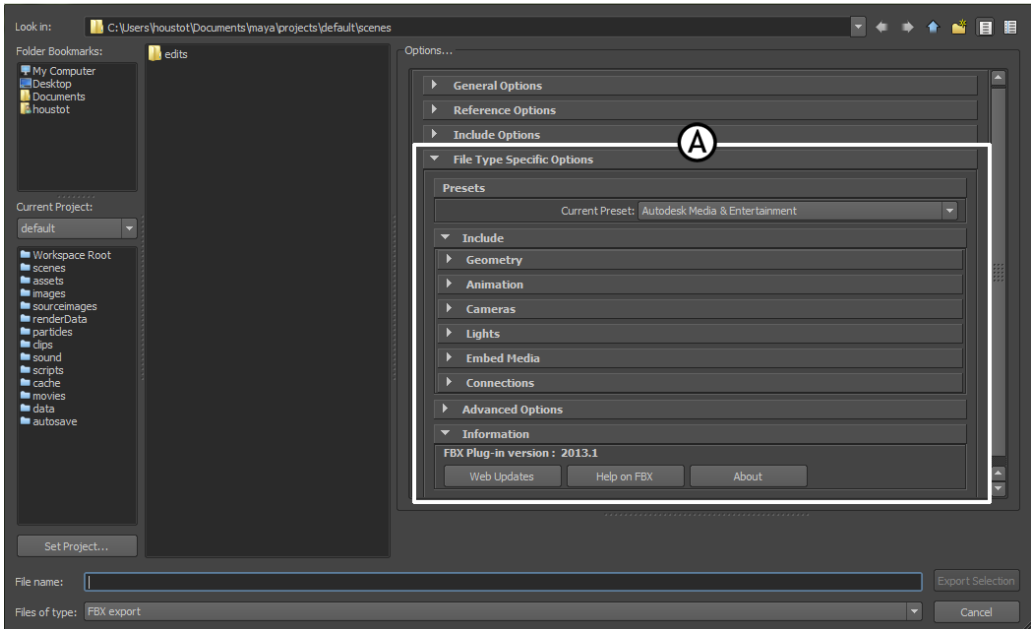 Look in: C:\Users\houstot\Documents\maya\projects\default\scenes
Folder Bookmarks:
My Computer
Desktop
Documents
houstot
Current Project:
default
Workspace Root
scenes
assets
images
sourceimages
renderData
particles
clips
sound
scripts
cache
movies
data
autosave
Set Project...
edits
Options...
General Options
Reference Options
Include Options
A
File Type Specific Options
Presets
Current Preset: Autodesk Media & Entertainment
Include
Geometry
Animation
Cameras
Lights
Embed Media
Connections
Advanced Options
Information
FBX Plug-in version : 2013.1
Web Updates Help on FBX About
File name: Export Selection
Files of type: FBX export Cancel